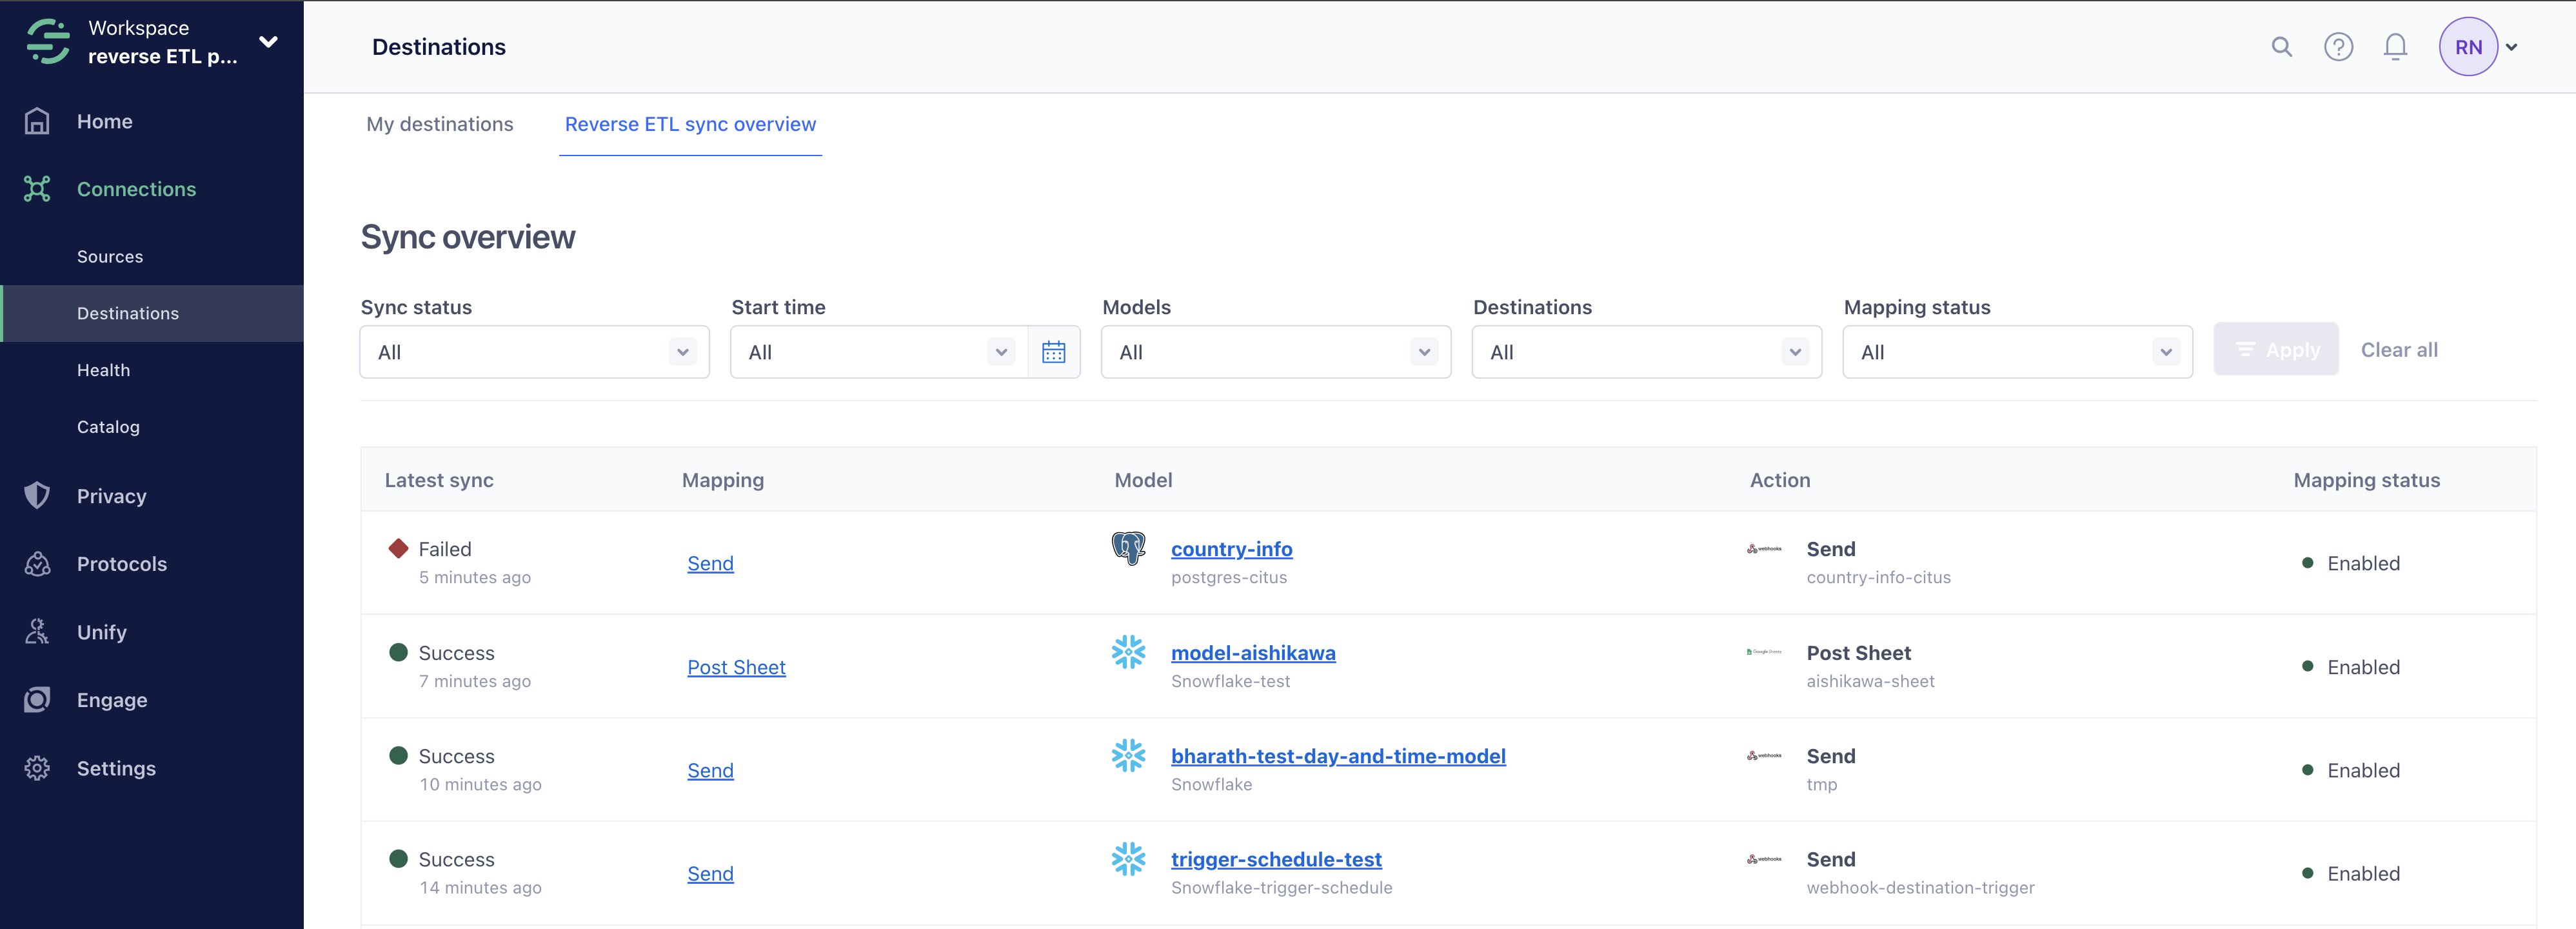 Workspace
reverse ETL p...
Home
Connections
Sources
Destinations
Health
Catalog
Privacy
Protocols
Unify
Engage
Settings
Destinations
RN
My destinations
Reverse ETL sync overview
Sync overview
Sync status
Start time
Models
Destinations
Mapping status
All
All
All
All
All
Apply
Clear all
Latest sync
Mapping
Model
Action
Mapping status
Failed
5 minutes ago
Send
country-info
postgres-citus
webhooks
Send
country-info-citus
Enabled
Success
7 minutes ago
Post Sheet
model-aishikawa
Snowflake-test
Google Sheets
Post Sheet
aishikawa-sheet
Enabled
Success
10 minutes ago
Send
bharath-test-day-and-time-model
Snowflake
webhooks
Send
tmp
Enabled
Success
14 minutes ago
Send
trigger-schedule-test
Snowflake-trigger-schedule
webhooks
Send
webhook-destination-trigger
Enabled